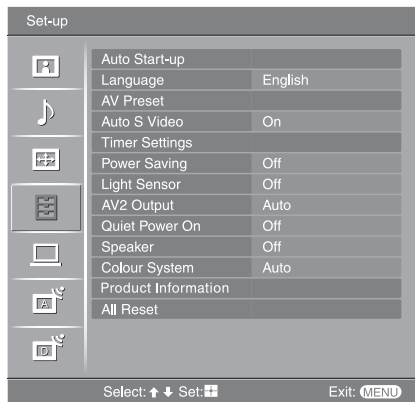 Set-up
Auto Start-up
Language English
AV Preset
Auto S Video On
Timer Settings
Power Saving Off
Light Sensor Off
AV2 Output Auto
Quiet Power On Off
Speaker Off
Colour System Auto
Product Information
All Reset
A
D
Select: Set: Exit: MENU